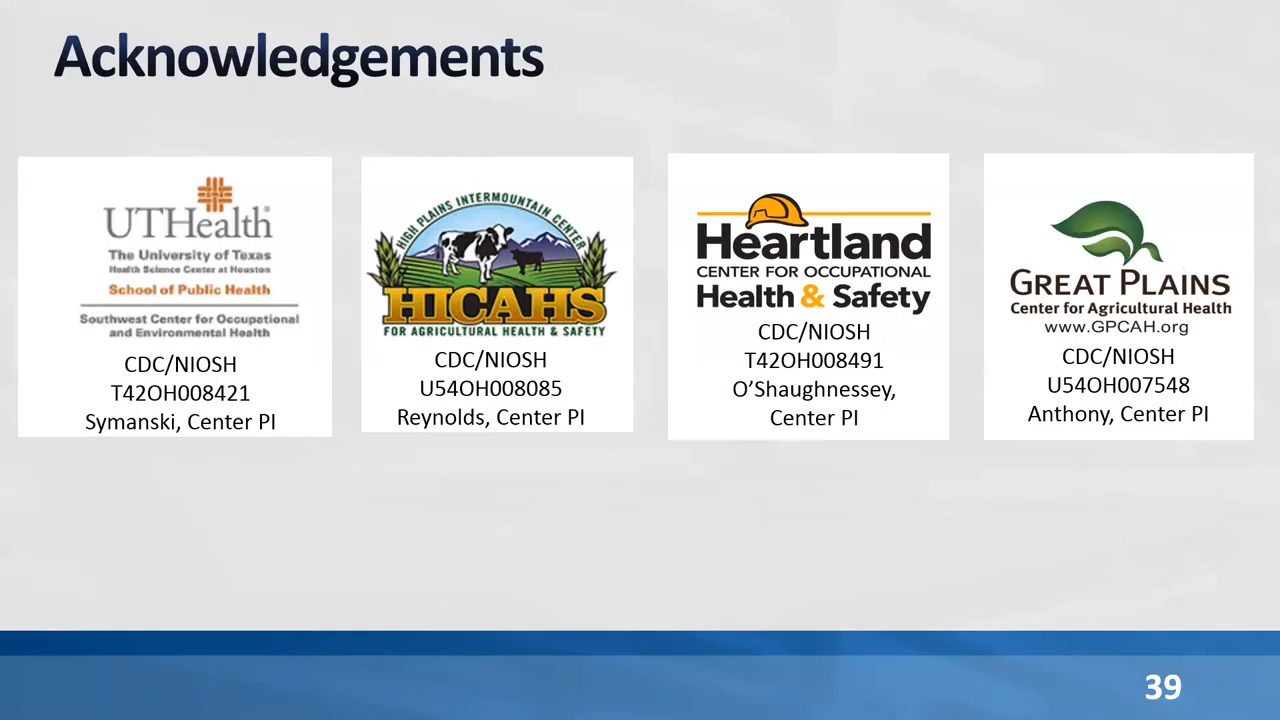 Acknowledgements
UTHealth®
The University of Texas
Health Science Center at Houston
School of Public Health
Southwest Center for Occupational
and Environmental Health
CDC/NIOSH
T42OH008421
Symanski, Center PI
HIGH PLAINS INTERMOUNTAIN CENTER
HICAHS
FOR AGRICULTURAL HEALTH & SAFETY
CDC/NIOSH
U54OH008085
Reynolds, Center PI
Heartland
CENTER FOR OCCUPATIONAL
Health & Safety
CDC/NIOSH
T42OH008491
O’Shaughnessey,
Center PI
GREAT PLAINS
Center for Agricultural Health
www.GPCAH.org
CDC/NIOSH
U54OH007548
Anthony, Center PI
39